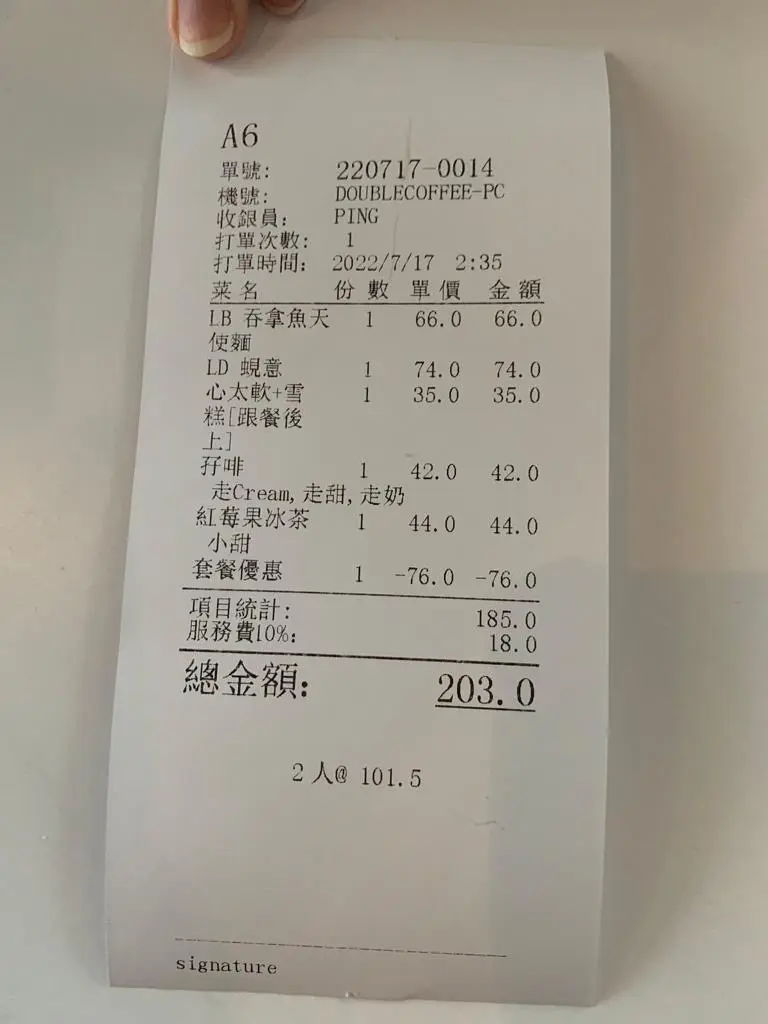 A6
單號: 220717-0014
機號: DOUBLECOFFEE-PC
收銀員: PING
打單次數: 1
打單時間: 2022/7/17 2:35
菜名 份數 單價 金額
LB 吞拿魚天 1 66.0 66.0
使麵
LD 蜆意 1 74.0 74.0
心太軟+雪 1 35.0 35.0
糕[跟餐後
上]
孖啡 1 42.0 42.0
走Cream,走甜,走奶
紅莓果冰茶 1 44.0 44.0
小甜
套餐優惠 1 -76.0 -76.0
項目統計: 185.0
服務費10%: 18.0
總金額: 203.0
2人@ 101.5
signature